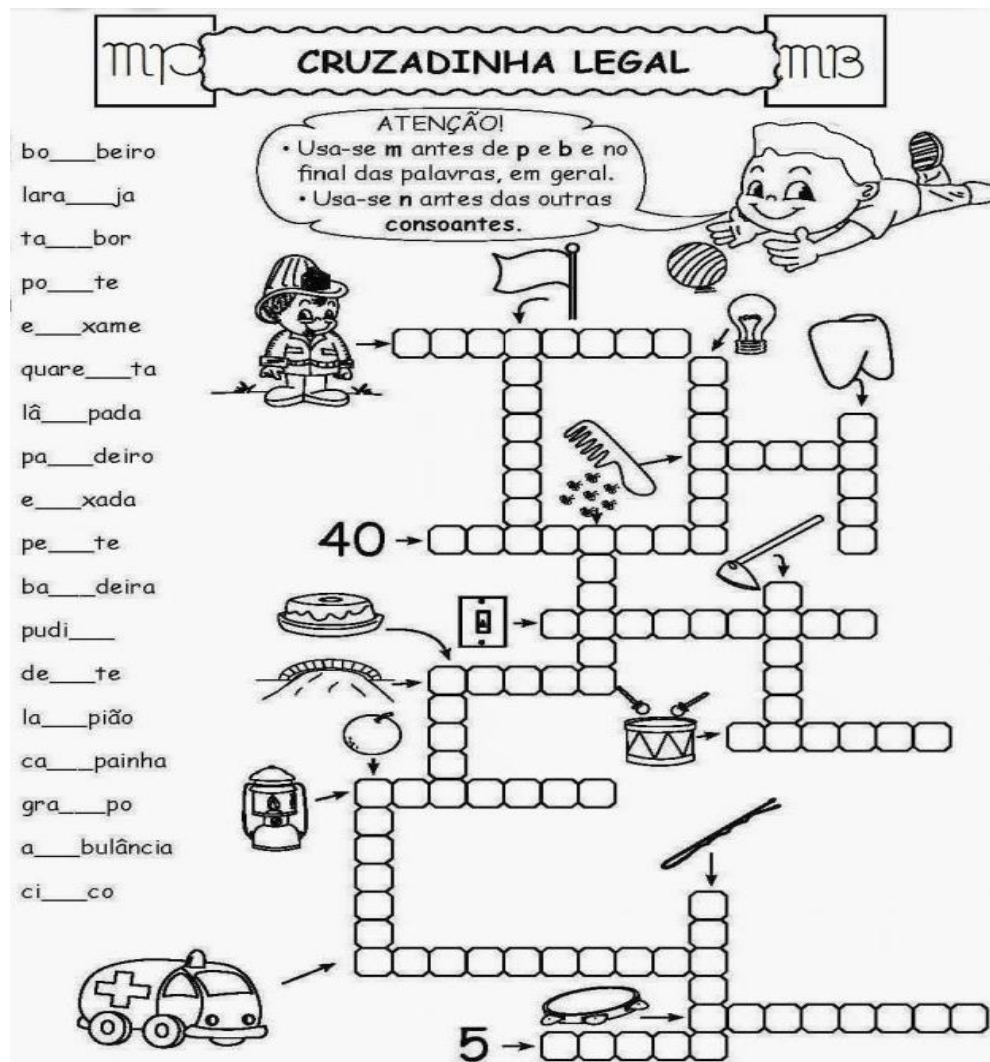 mp
CRUZADINHA LEGAL
mB
ATENÇÃO!
• Usa-se m antes de p e b e no
final das palavras, em geral.
• Usa-se n antes das outras
consoantes.
bo___beiro
lara___ja
ta___bor
po___te
e___xame
quare___ta
lâ___pada
pa___deiro
e___xada
pe___te
ba___deira
pudi___
de___te
la___pião
ca___painha
gra___po
a___bulância
ci___co
40
5